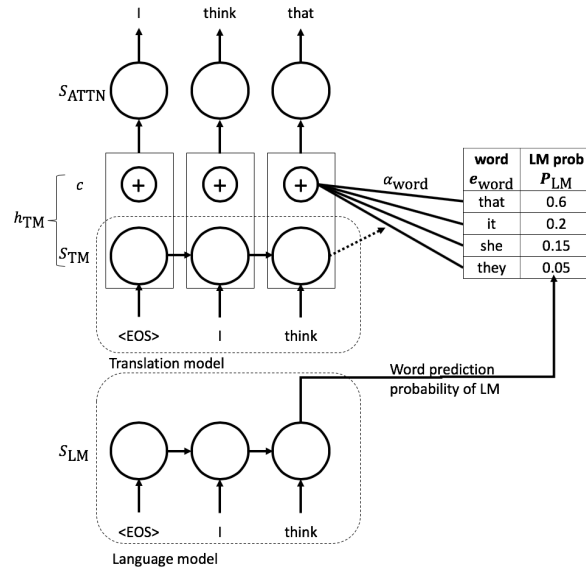 I think that
S_ATTN
+ + +
c
h_TM
S_TM
α_word
word LM prob
e_word P_LM
that 0.6
it 0.2
she 0.15
they 0.05
<EOS> I think
Translation model
Word prediction
probability of LM
S_LM
<EOS> I think
Language model